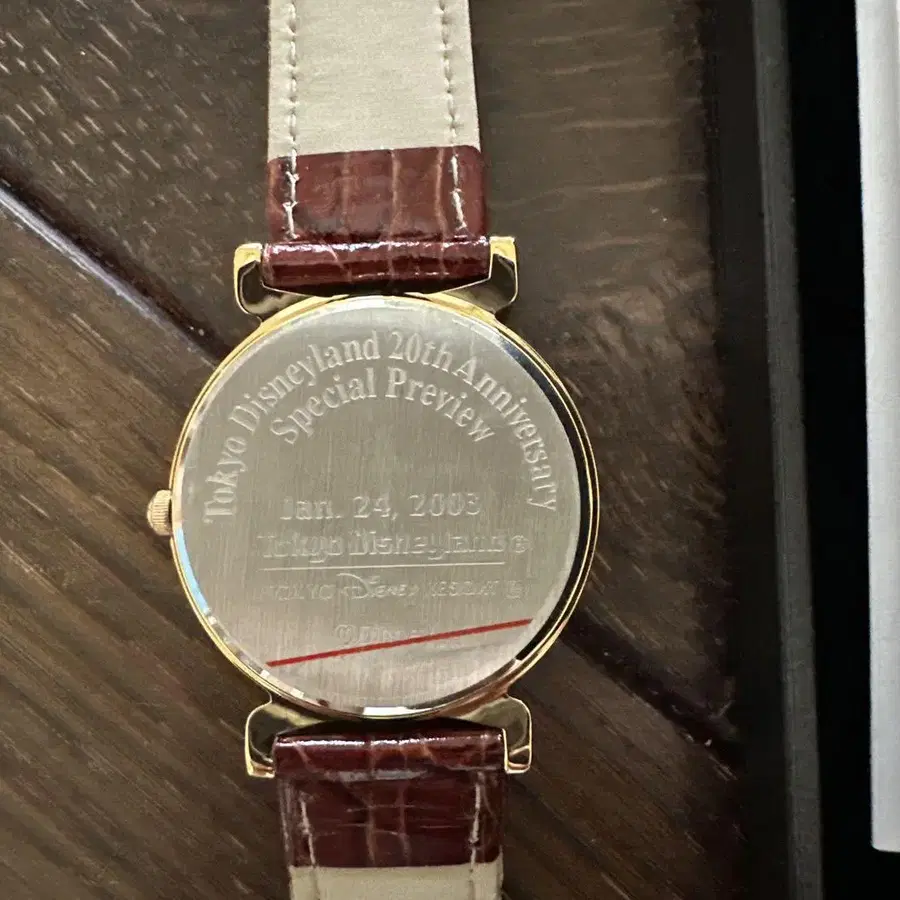 Tokyo Disneyland 20th Anniversary
Special Preview
Jan. 24, 2003
Tokyo Disneyland®
TOKYO DISNEY RESORT®